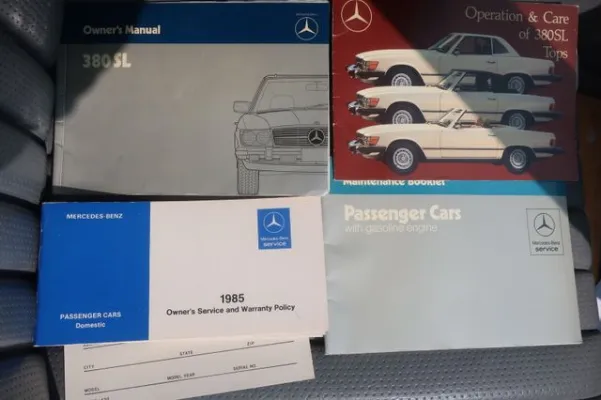 Owner's Manual
380SL
Operation & Care
of 380SL
Tops
Maintenance Booklet
Passenger Cars
with gasoline engine
Mercedes-Benz
service
MERCEDES-BENZ
Mercedes-Benz
service
1985
Owner's Service and Warranty Policy
PASSENGER CARS
Domestic
CITY STATE ZIP
MODEL MODEL YEAR SERIAL NO.